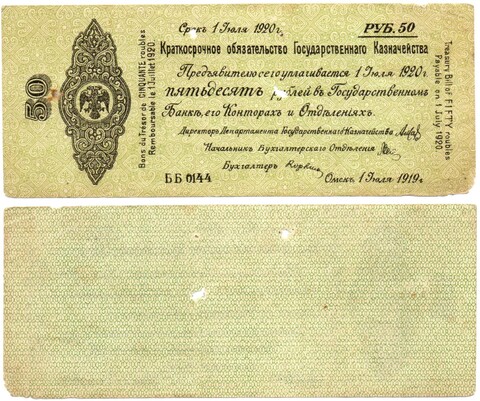 Срокъ 1 Іюля 1920 г.
РУБ. 50
Краткосрочное обязательство Государственнаго Казначейства
Предъявителю сего уплачивается 1 Іюля 1920 г.
пятьдесятъ рублей въ Государственномъ
Банкѣ, его Конторахъ и Отдѣленіяхъ.
Директоръ Департамента Государственнаго Казначейства
Начальникъ Бухгалтерскаго Отдѣленія
Бухгалтеръ
ББ 0144
Омскъ, 1 Іюля 1919 г.
50
Bons du Trésor de CINQUANTE roubles
Remboursable à 1 Juillet 1920.
Treasury Bill of FIFTY roubles
Payable on 1 July 1920.